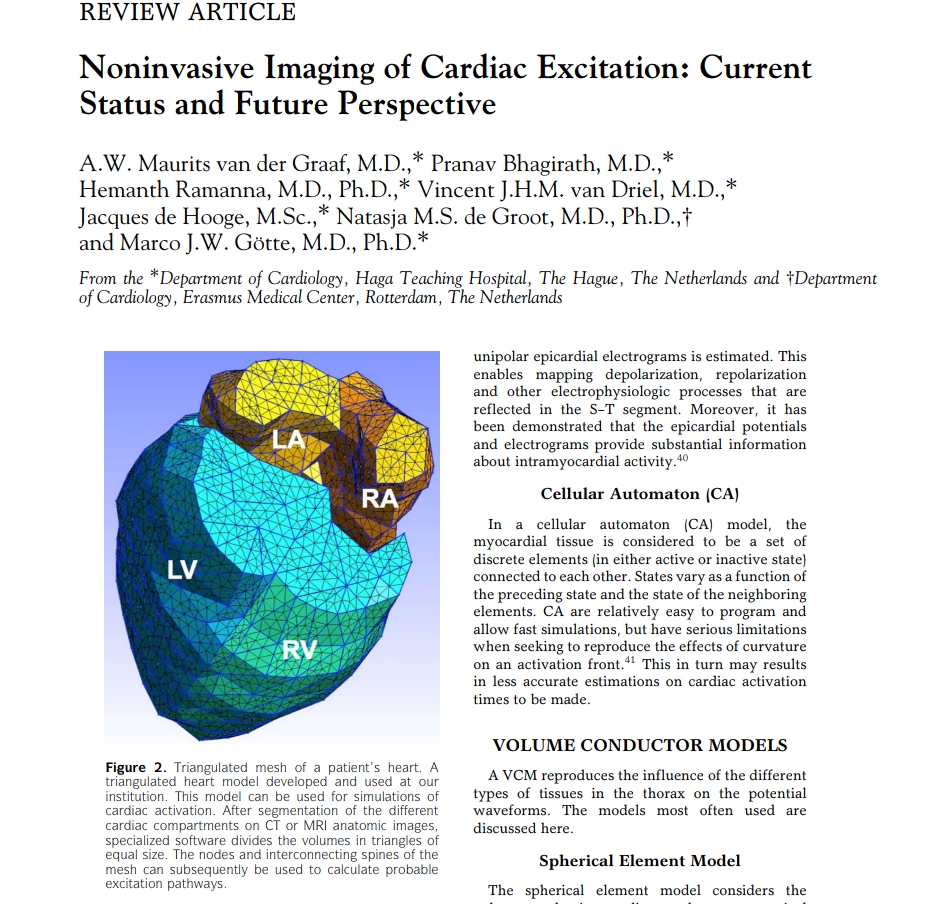 REVIEW ARTICLE
Noninvasive Imaging of Cardiac Excitation: Current
Status and Future Perspective
A.W. Maurits van der Graaf, M.D.,* Pranav Bhagirath, M.D.,*
Hemanth Ramanna, M.D., Ph.D.,* Vincent J.H.M. van Driel, M.D.,*
Jacques de Hooge, M.Sc.,* Natasja M.S. de Groot, M.D., Ph.D.,†
and Marco J.W. Götte, M.D., Ph.D.*
From the *Department of Cardiology, Haga Teaching Hospital, The Hague, The Netherlands and †Department
of Cardiology, Erasmus Medical Center, Rotterdam, The Netherlands
LA
RA
LV
RV
Figure 2. Triangulated mesh of a patient's heart. A
triangulated heart model developed and used at our
institution. This model can be used for simulations of
cardiac activation. After segmentation of the different
cardiac compartments on CT or MRI anatomic images,
specialized software divides the volumes in triangles of
equal size. The nodes and interconnecting spines of the
mesh can subsequently be used to calculate probable
excitation pathways.
unipolar epicardial electrograms is estimated. This
enables mapping depolarization, repolarization
and other electrophysiologic processes that are
reflected in the S–T segment. Moreover, it has
been demonstrated that the epicardial potentials
and electrograms provide substantial information
about intramyocardial activity.40
Cellular Automaton (CA)
In a cellular automaton (CA) model, the
myocardial tissue is considered to be a set of
discrete elements (in either active or inactive state)
connected to each other. States vary as a function of
the preceding state and the state of the neighboring
elements. CA are relatively easy to program and
allow fast simulations, but have serious limitations
when seeking to reproduce the effects of curvature
on an activation front.41 This in turn may results
in less accurate estimations on cardiac activation
times to be made.
VOLUME CONDUCTOR MODELS
A VCM reproduces the influence of the different
types of tissues in the thorax on the potential
waveforms. The models most often used are
discussed here.
Spherical Element Model
The spherical element model considers the